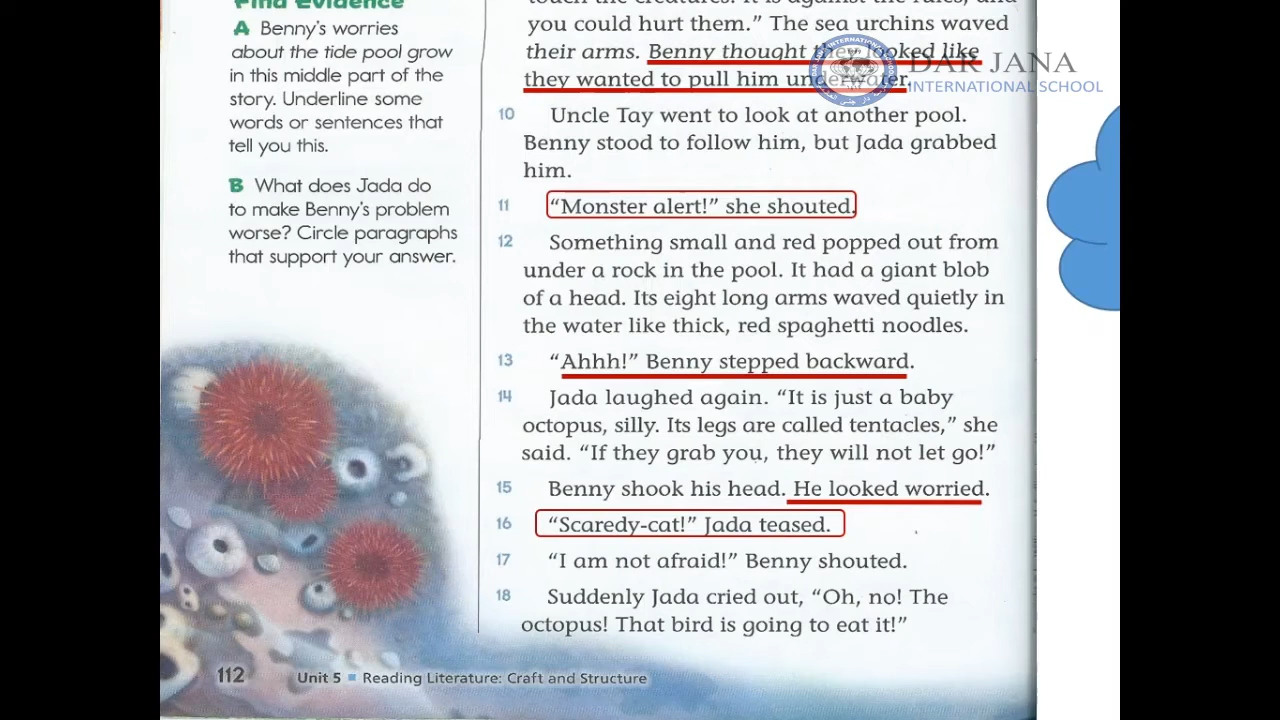 Find Evidence
A Benny's worries
about the tide pool grow
in this middle part of the
story. Underline some
words or sentences that
tell you this.
B What does Jada do
to make Benny's problem
worse? Circle paragraphs
that support your answer.
touch the creatures. It is against the rules, and
you could hurt them." The sea urchins waved
their arms. Benny thought they looked like
they wanted to pull him underwater.
DAR JANA
INTERNATIONAL SCHOOL
10 Uncle Tay went to look at another pool.
Benny stood to follow him, but Jada grabbed
him.
11 "Monster alert!" she shouted.
12 Something small and red popped out from
under a rock in the pool. It had a giant blob
of a head. Its eight long arms waved quietly in
the water like thick, red spaghetti noodles.
13 "Ahhh!" Benny stepped backward.
14 Jada laughed again. "It is just a baby
octopus, silly. Its legs are called tentacles," she
said. "If they grab you, they will not let go!"
15 Benny shook his head. He looked worried.
16 "Scaredy-cat!" Jada teased.
17 "I am not afraid!" Benny shouted.
18 Suddenly Jada cried out, "Oh, no! The
octopus! That bird is going to eat it!"
112 Unit 5 ■ Reading Literature: Craft and Structure